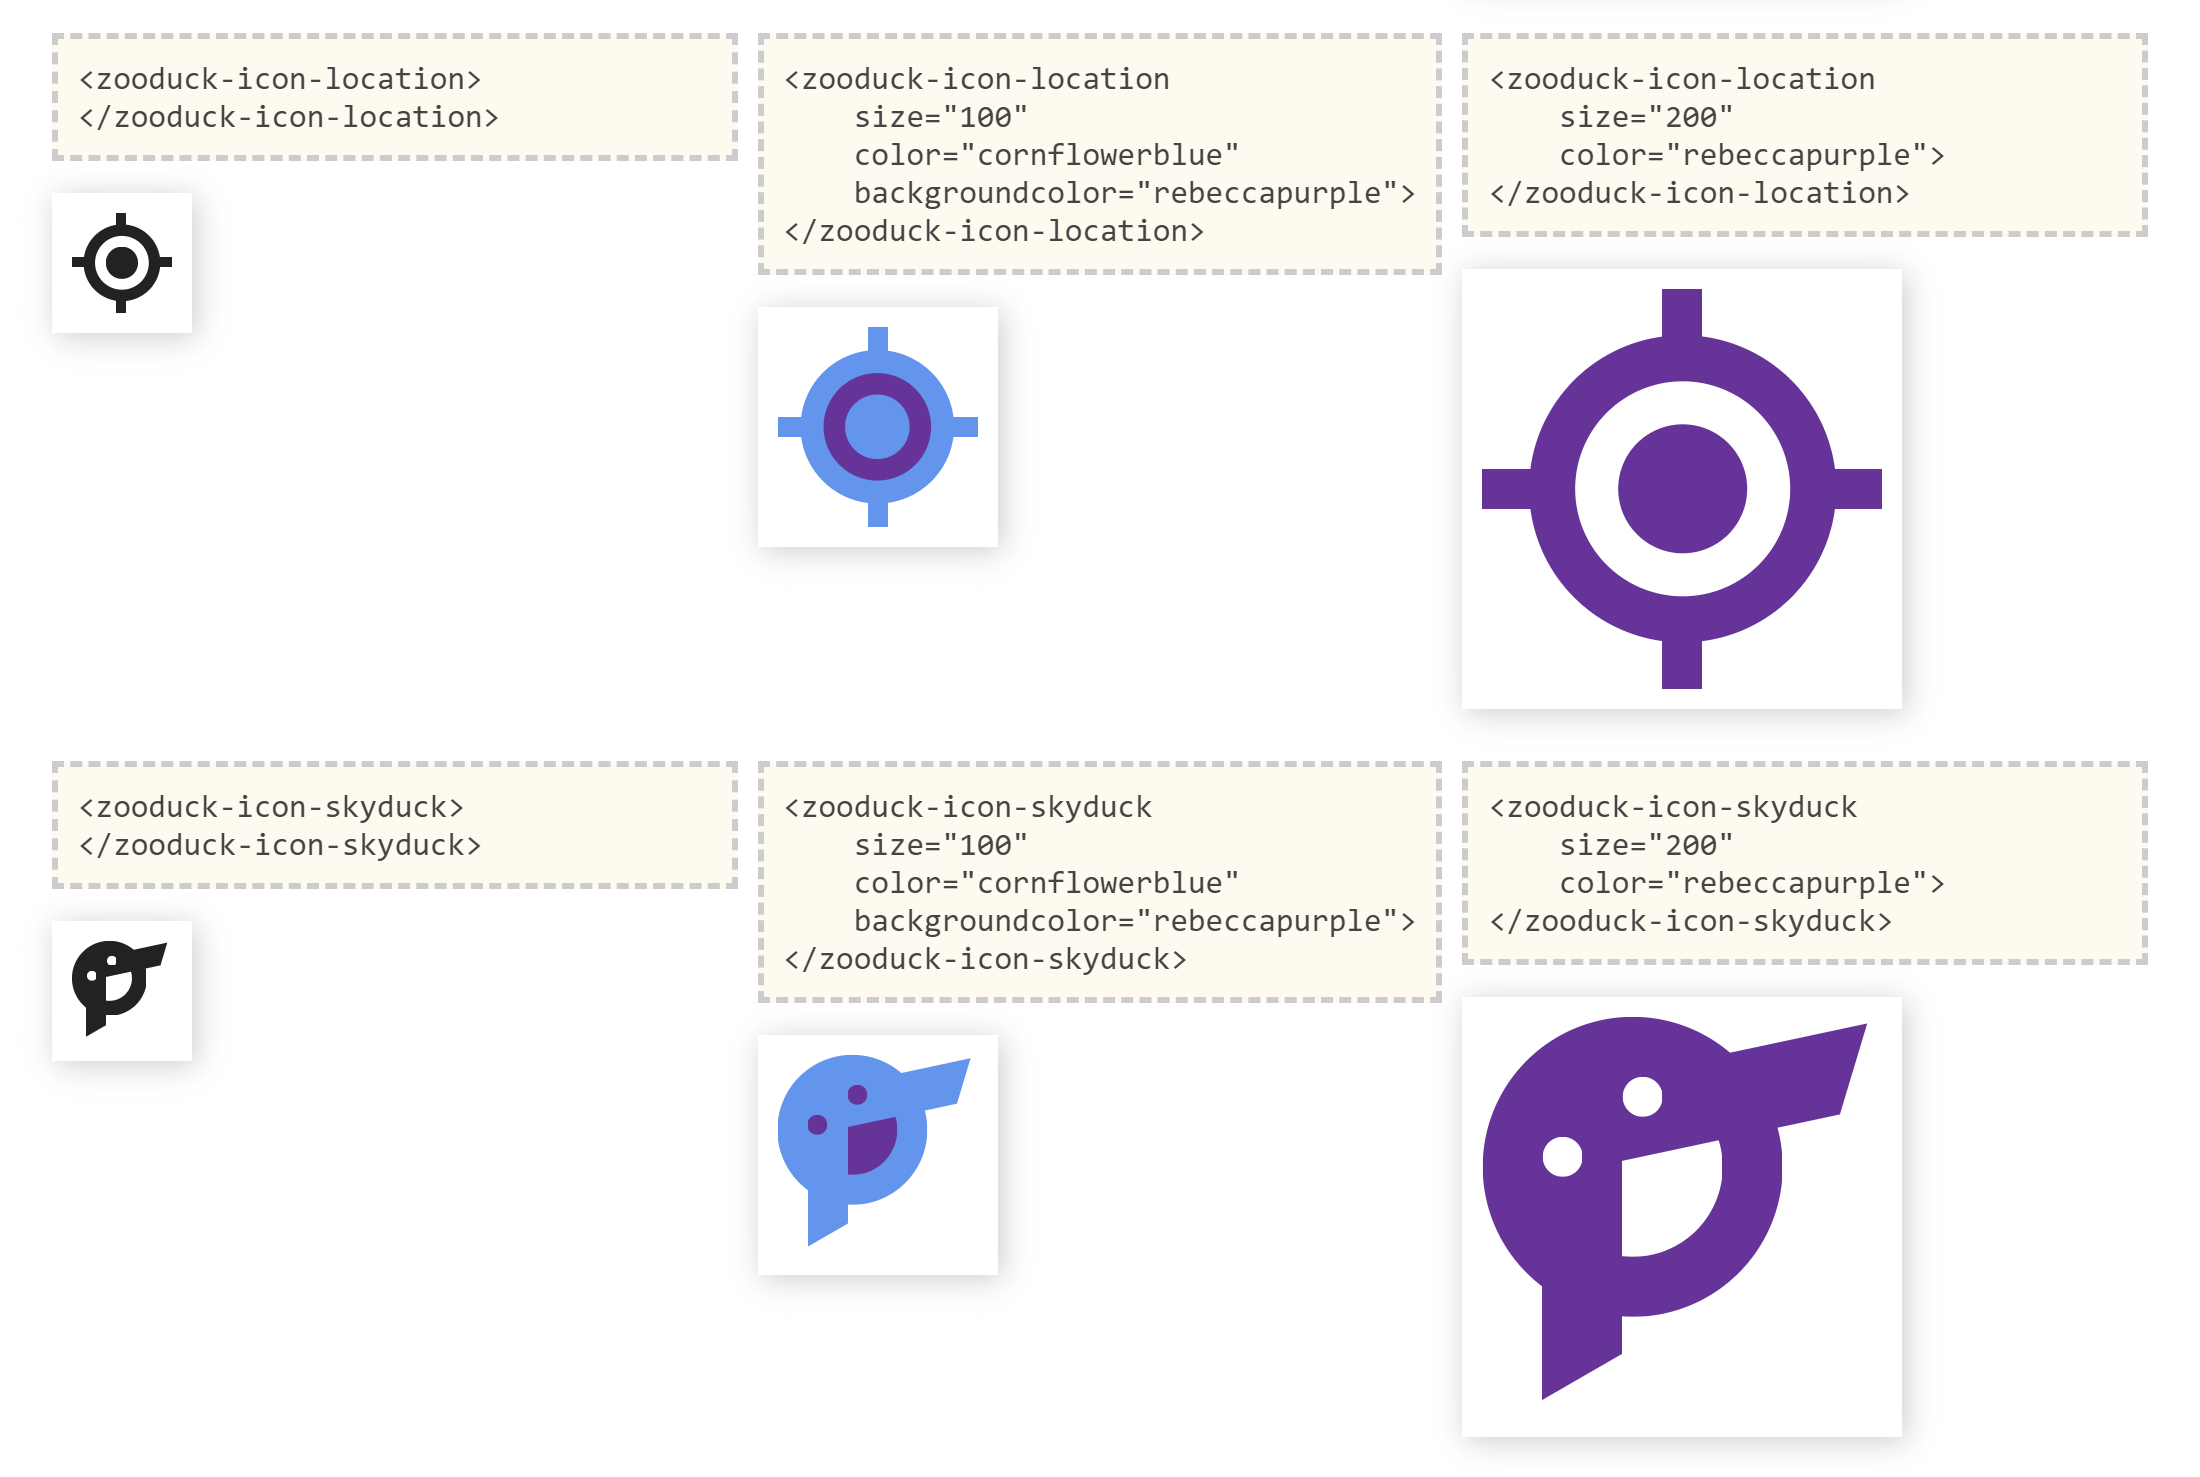 <zooduck-icon-location>
</zooduck-icon-location>
<zooduck-icon-location
    size="100"
    color="cornflowerblue"
    backgroundcolor="rebeccapurple">
</zooduck-icon-location>
<zooduck-icon-location
    size="200"
    color="rebeccapurple">
</zooduck-icon-location>
<zooduck-icon-skyduck>
</zooduck-icon-skyduck>
<zooduck-icon-skyduck
    size="100"
    color="cornflowerblue"
    backgroundcolor="rebeccapurple">
</zooduck-icon-skyduck>
<zooduck-icon-skyduck
    size="200"
    color="rebeccapurple">
</zooduck-icon-skyduck>